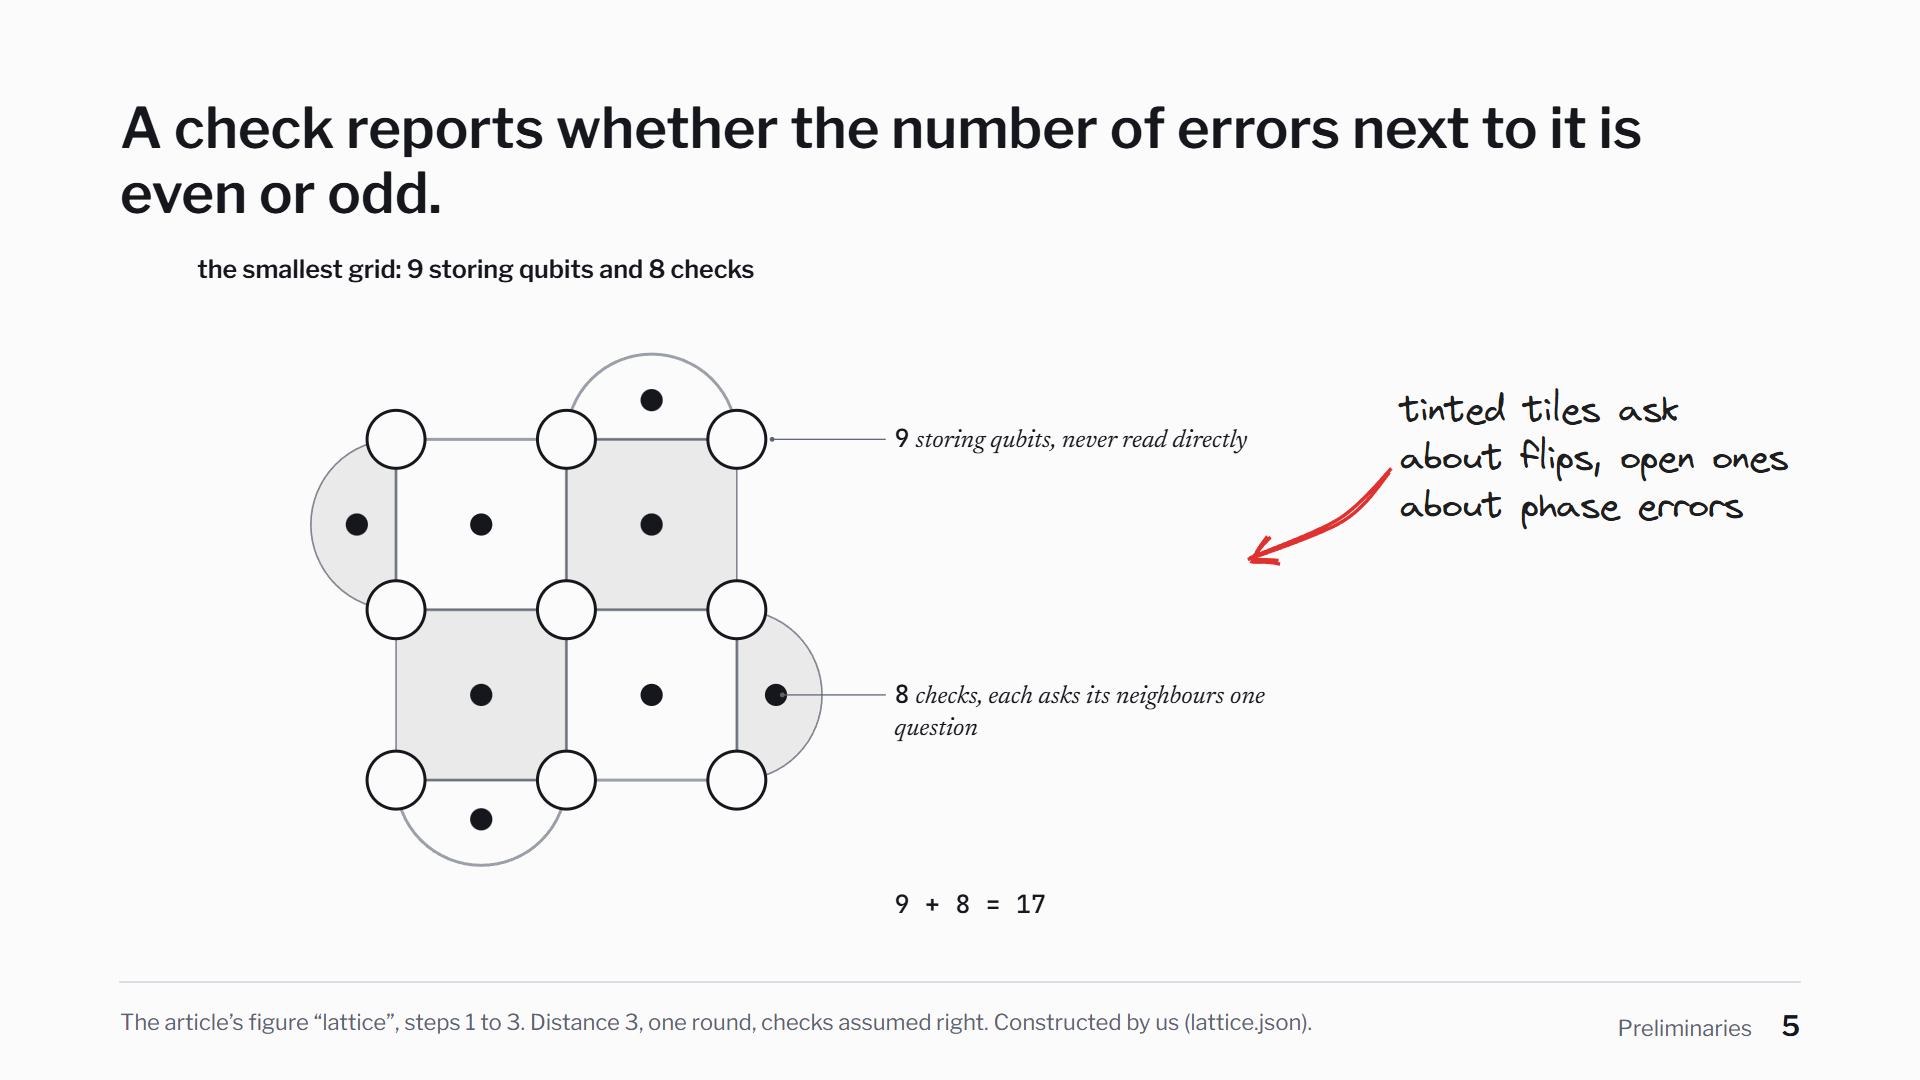 A check reports whether the number of errors next to it is
even or odd.
the smallest grid: 9 storing qubits and 8 checks
9 storing qubits, never read directly
tinted tiles ask
about flips, open ones
about phase errors
8 checks, each asks its neighbours one
question
9 + 8 = 17
The article’s figure “lattice”, steps 1 to 3. Distance 3, one round, checks assumed right. Constructed by us (lattice.json).
Preliminaries 5